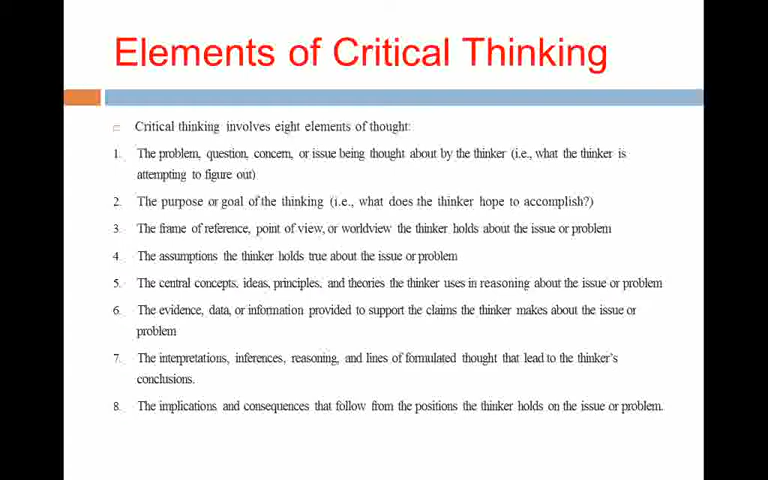 Elements of Critical Thinking
Critical thinking involves eight elements of thought:
1. The problem, question, concern, or issue being thought about by the thinker (i.e., what the thinker is
attempting to figure out)
2. The purpose or goal of the thinking (i.e., what does the thinker hope to accomplish?)
3. The frame of reference, point of view, or worldview the thinker holds about the issue or problem
4. The assumptions the thinker holds true about the issue or problem
5. The central concepts, ideas, principles, and theories the thinker uses in reasoning about the issue or problem
6. The evidence, data, or information provided to support the claims the thinker makes about the issue or
problem
7. The interpretations, inferences, reasoning, and lines of formulated thought that lead to the thinker's
conclusions.
8. The implications and consequences that follow from the positions the thinker holds on the issue or problem.